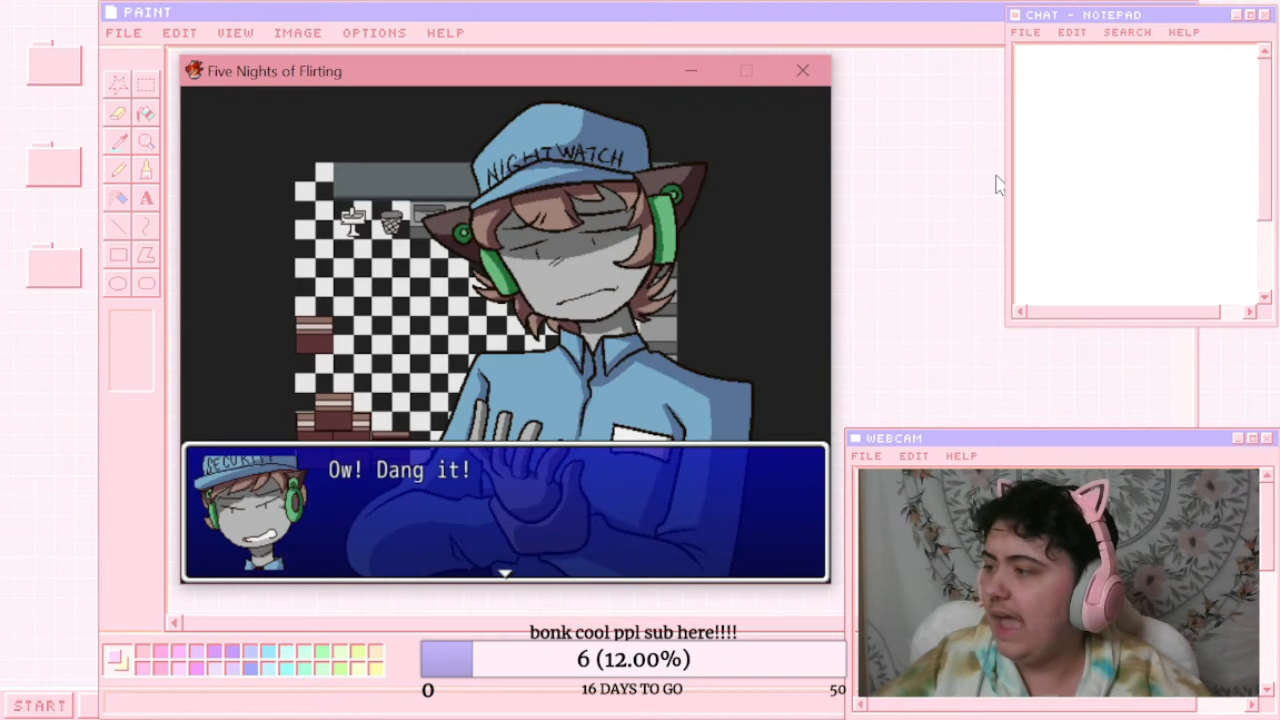 PAINT
FILE EDIT VIEW IMAGE OPTIONS HELP
CHAT - NOTEPAD
FILE EDIT SEARCH HELP
Five Nights of Flirting
NIGHTWATCH
SECURITY
Ow! Dang it!
WEBCAM
FILE EDIT HELP
A
bonk cool ppl sub here!!!!
6 (12.00%)
0 16 DAYS TO GO 50
START